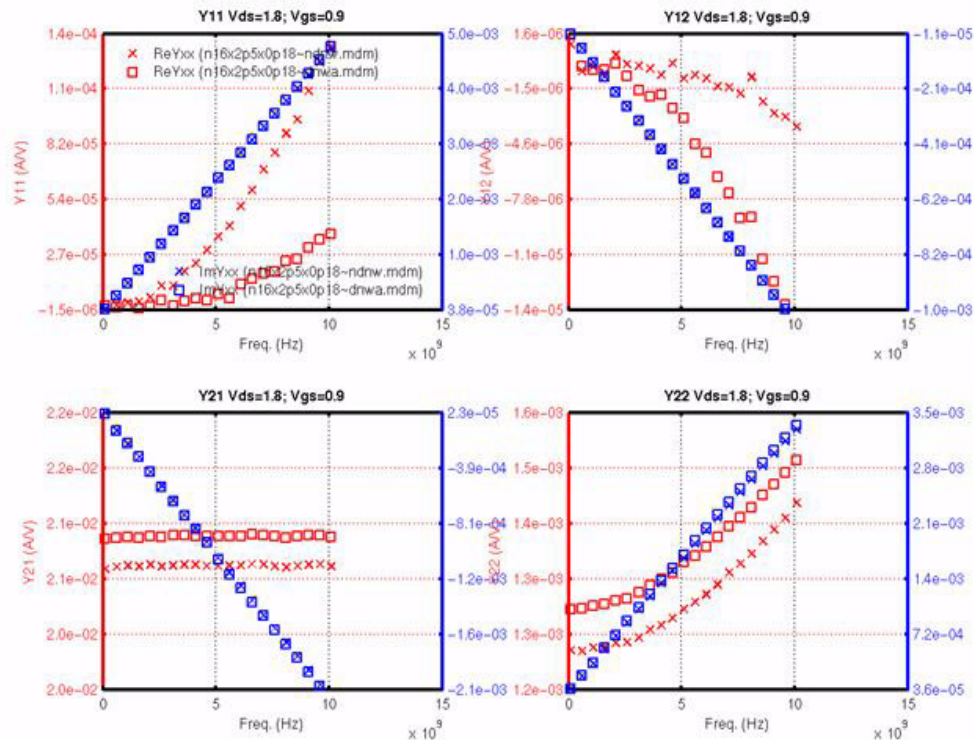 Y11 Vds=1.8; Vgs=0.9
1.4e-04
1.1e-04
8.2e-05
5.4e-05
2.7e-05
-1.5e-06
Y11 (A/V)
ReYxx (n16x2p5x0p18~ndnw.mdm)
ReYxx (n16x2p5x0p18~dnwa.mdm)
ImYxx (n16x2p5x0p18~ndnw.mdm)
ImYxx (n16x2p5x0p18~dnwa.mdm)
5.0e-03
4.0e-03
3.0e-03
2.0e-03
1.0e-03
3.8e-05
0 5 10 15
Freq. (Hz)
x 10^9
Y12 Vds=1.8; Vgs=0.9
1.6e-06
-1.5e-06
-4.6e-06
-7.8e-06
-1.1e-05
-1.4e-05
Y12 (A/V)
-1.1e-05
-2.1e-04
-4.1e-04
-6.2e-04
-8.2e-04
-1.0e-03
0 5 10 15
Freq. (Hz)
x 10^9
Y21 Vds=1.8; Vgs=0.9
2.2e-02
2.2e-02
2.1e-02
2.1e-02
2.0e-02
2.0e-02
Y21 (A/V)
2.3e-05
-3.9e-04
-8.1e-04
-1.2e-03
-1.6e-03
-2.1e-03
0 5 10 15
Freq. (Hz)
x 10^9
Y22 Vds=1.8; Vgs=0.9
1.6e-03
1.5e-03
1.4e-03
1.3e-03
1.3e-03
1.2e-03
Y22 (A/V)
3.5e-03
2.8e-03
2.1e-03
1.4e-03
7.2e-04
3.6e-05
0 5 10 15
Freq. (Hz)
x 10^9